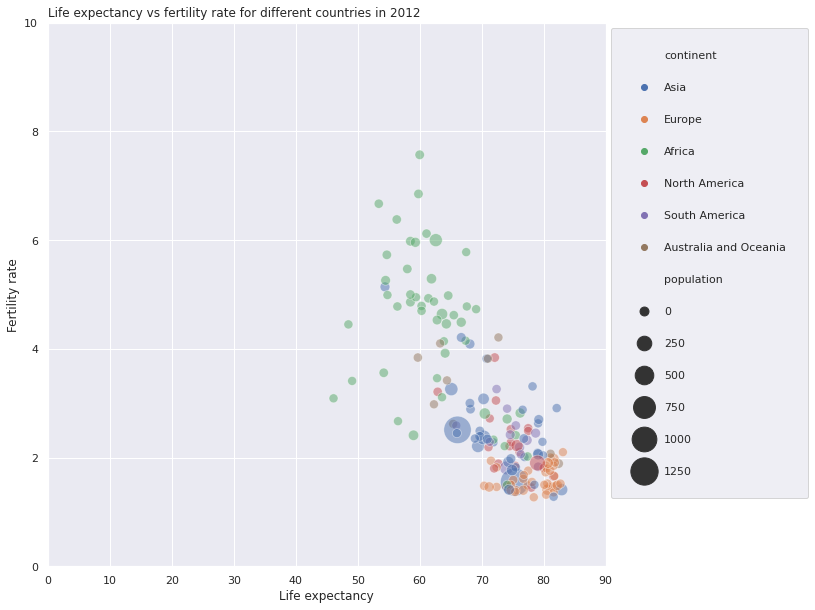 Life expectancy vs fertility rate for different countries in 2012
10
8
6
4
2
0
Fertility rate
0 10 20 30 40 50 60 70 80 90
Life expectancy
continent
Asia
Europe
Africa
North America
South America
Australia and Oceania
population
0
250
500
750
1000
1250